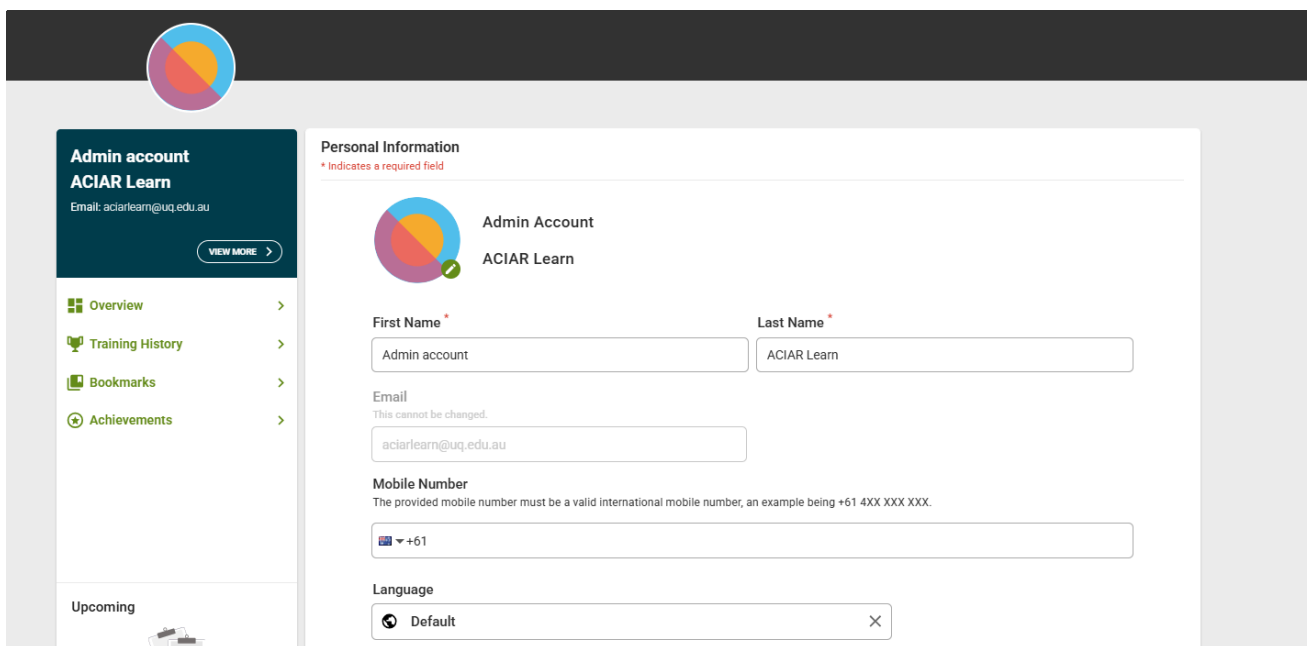 Admin account
ACIAR Learn
Email: aciarlearn@uq.edu.au
VIEW MORE
Overview
Training History
Bookmarks
Achievements
Upcoming
Personal Information
* Indicates a required field
Admin Account
ACIAR Learn
First Name *
Last Name *
Admin account
ACIAR Learn
Email
This cannot be changed.
aciarlearn@uq.edu.au
Mobile Number
The provided mobile number must be a valid international mobile number, an example being +61 4XX XXX XXX.
+61
Language
Default